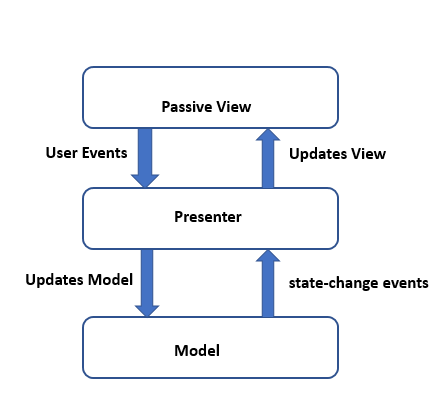 Passive View
User Events
Updates View
Presenter
Updates Model
state-change events
Model